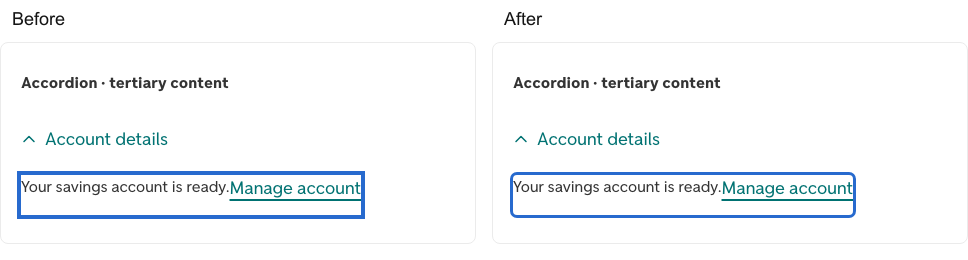 Before
Accordion · tertiary content
Account details
Your savings account is ready.Manage account
After
Accordion · tertiary content
Account details
Your savings account is ready.Manage account